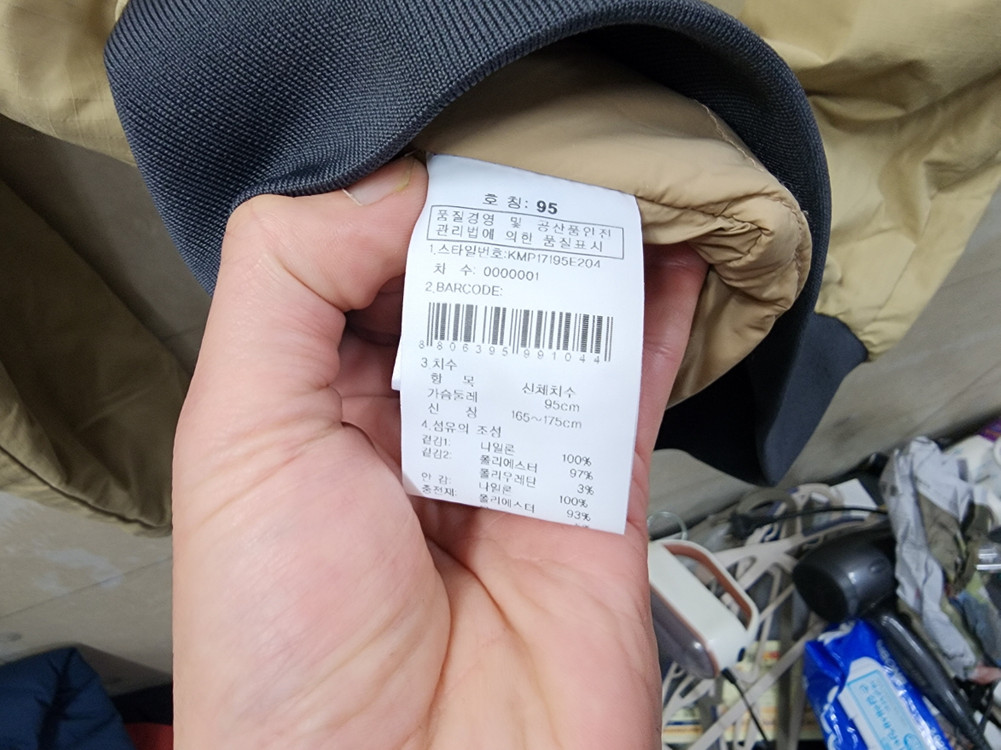 호 칭: 95
품질경영 및 공산품안전
관리법에 의한 품질표시
1.스타일번호:KMP17195E204
치 수: 0000001
2.BARCODE:
8 806395 991044
3.치수
항 목 신체치수
가슴둘레 95cm
신 장 165~175cm
4.섬유의 조성
겉감1: 나일론 100%
겉감2: 폴리에스터 97%
폴리우레탄 3%
안 감: 나일론 100%
충전재: 폴리에스터 93%